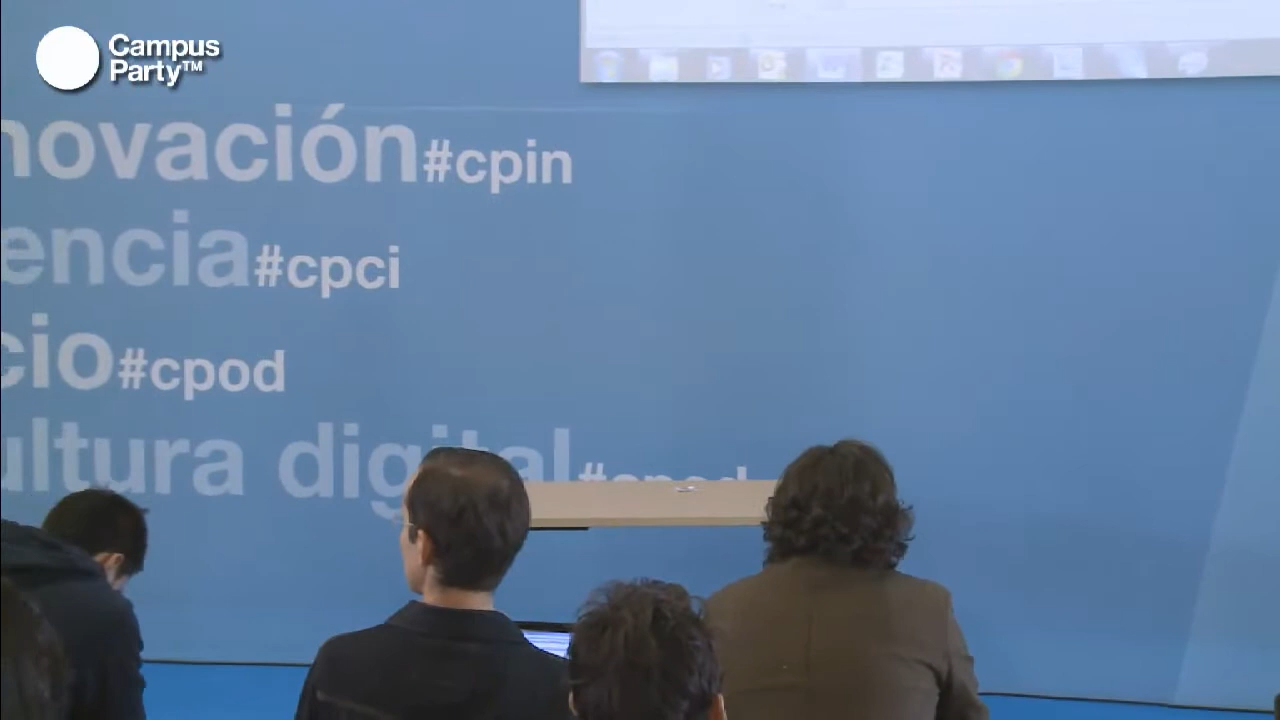 Campus
Party™
novación#cpin
encia#cpci
cio#cpod
ultura digital